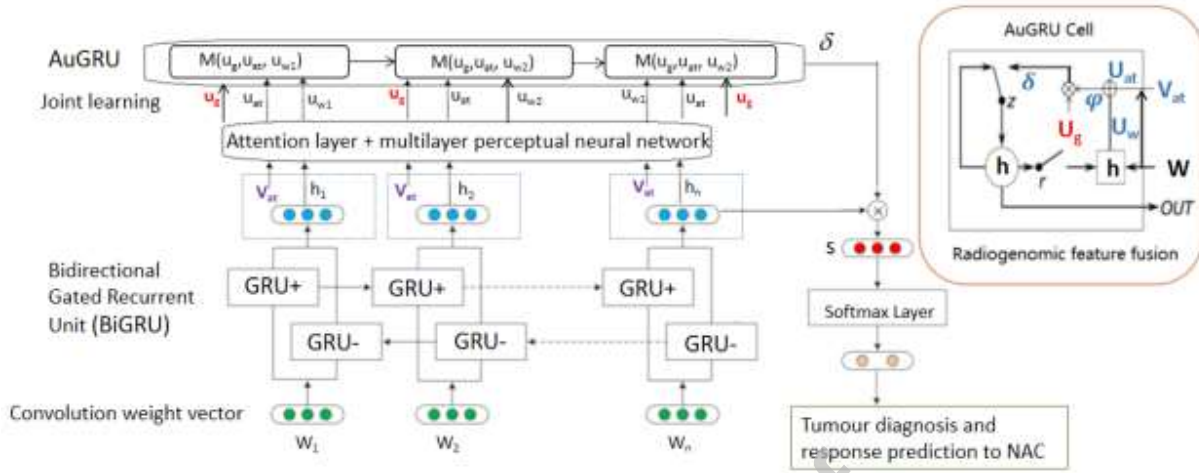 AuGRU
M(ug,uat, uw1)
M(ug,uat, uw2)
M(ug,uat, uw2)
δ
Joint learning
ug uat uw1 ug uat uw2 uw2 uat ug
Attention layer + multilayer perceptual neural network
Vat h1 Vat h2 Vat hn
Bidirectional
Gated Recurrent
Unit (BiGRU)
GRU+ GRU+ GRU+
GRU- GRU- GRU-
Convolution weight vector
W1 W2 Wn
S
Softmax Layer
Tumour diagnosis and
response prediction to NAC
AuGRU Cell
Uat
δ
Vat
z
φ
Ug Uw
h
r
h
W
OUT
Radiogenomic feature fusion